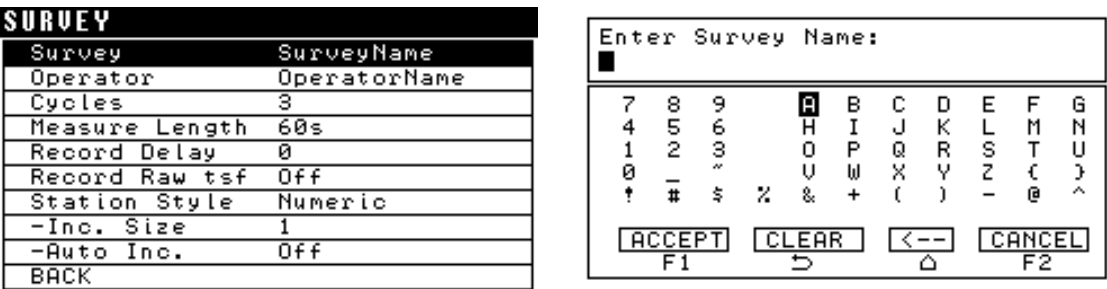 SURVEY
Survey SurveyName
Operator OperatorName
Cycles 3
Measure Length 60s
Record Delay 0
Record Raw tsf Off
Station Style Numeric
-Inc. Size 1
-Auto Inc. Off
BACK
Enter Survey Name:
7 8 9 A B C D E F G
4 5 6 H I J K L M N
1 2 3 O P Q R S T U
0 _ ~ V W X Y Z { }
! # $ % & + ( ) - @ ^
ACCEPT CLEAR <-- CANCEL
F1 F2